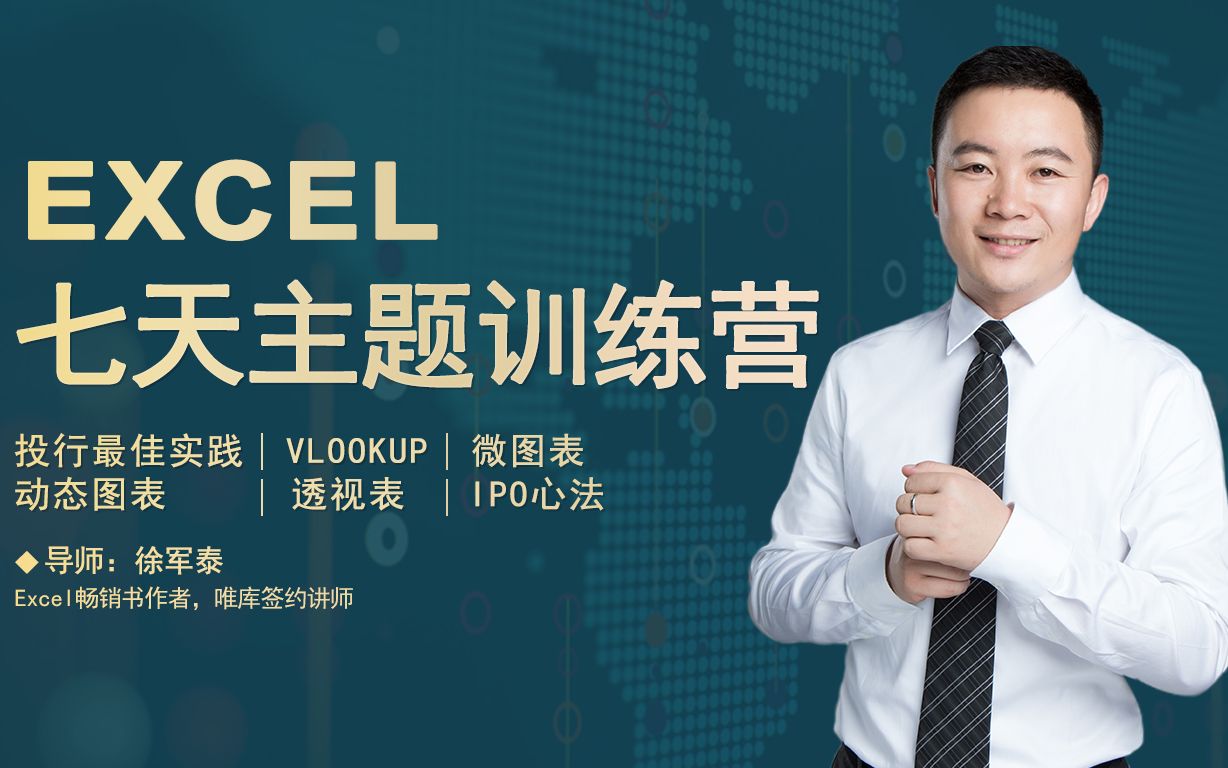 EXCEL
七天主题训练营
投行最佳实践 | VLOOKUP | 微图表
动态图表 | 透视表 | IPO心法
◆导师：徐军泰
Excel畅销书作者，唯库签约讲师